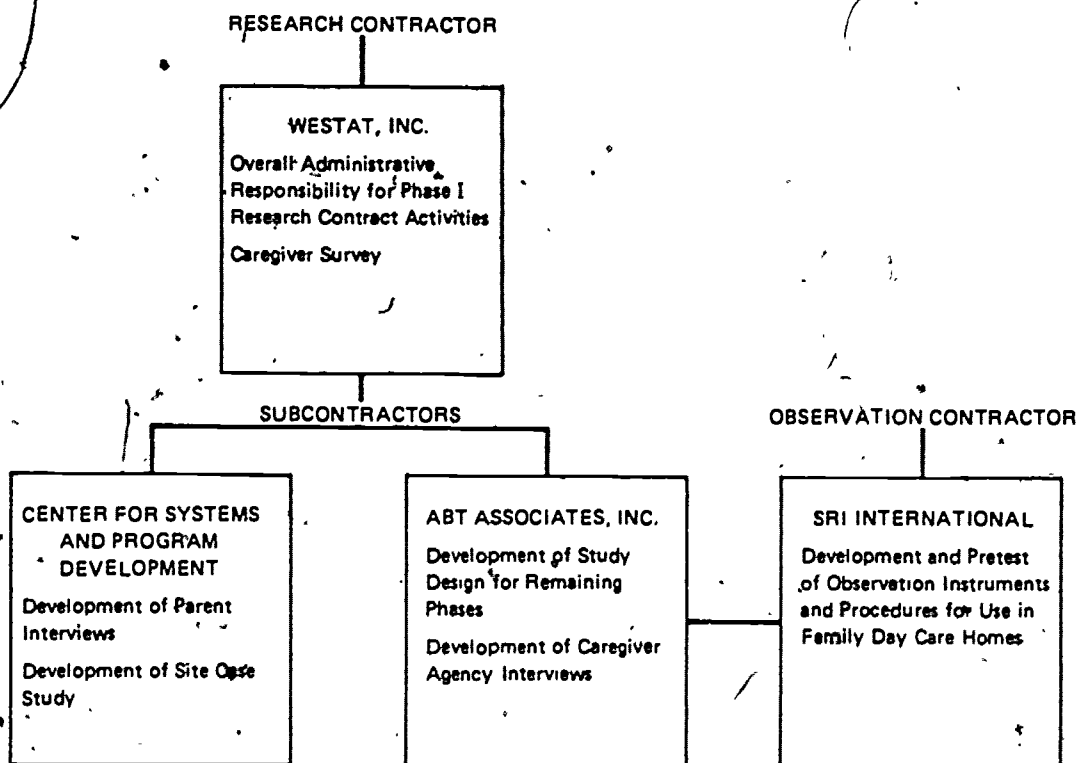 RESEARCH CONTRACTOR
WESTAT, INC.
Overall Administrative
Responsibility for Phase I
Research Contract Activities
Caregiver Survey
SUBCONTRACTORS
OBSERVATION CONTRACTOR
CENTER FOR SYSTEMS
AND PROGRAM
DEVELOPMENT
Development of Parent
Interviews
Development of Site Case
Study
ABT ASSOCIATES, INC.
Development of Study
Design for Remaining
Phases
Development of Caregiver
Agency Interviews
SRI INTERNATIONAL
Development and Pretest
of Observation Instruments
and Procedures for Use in
Family Day Care Homes